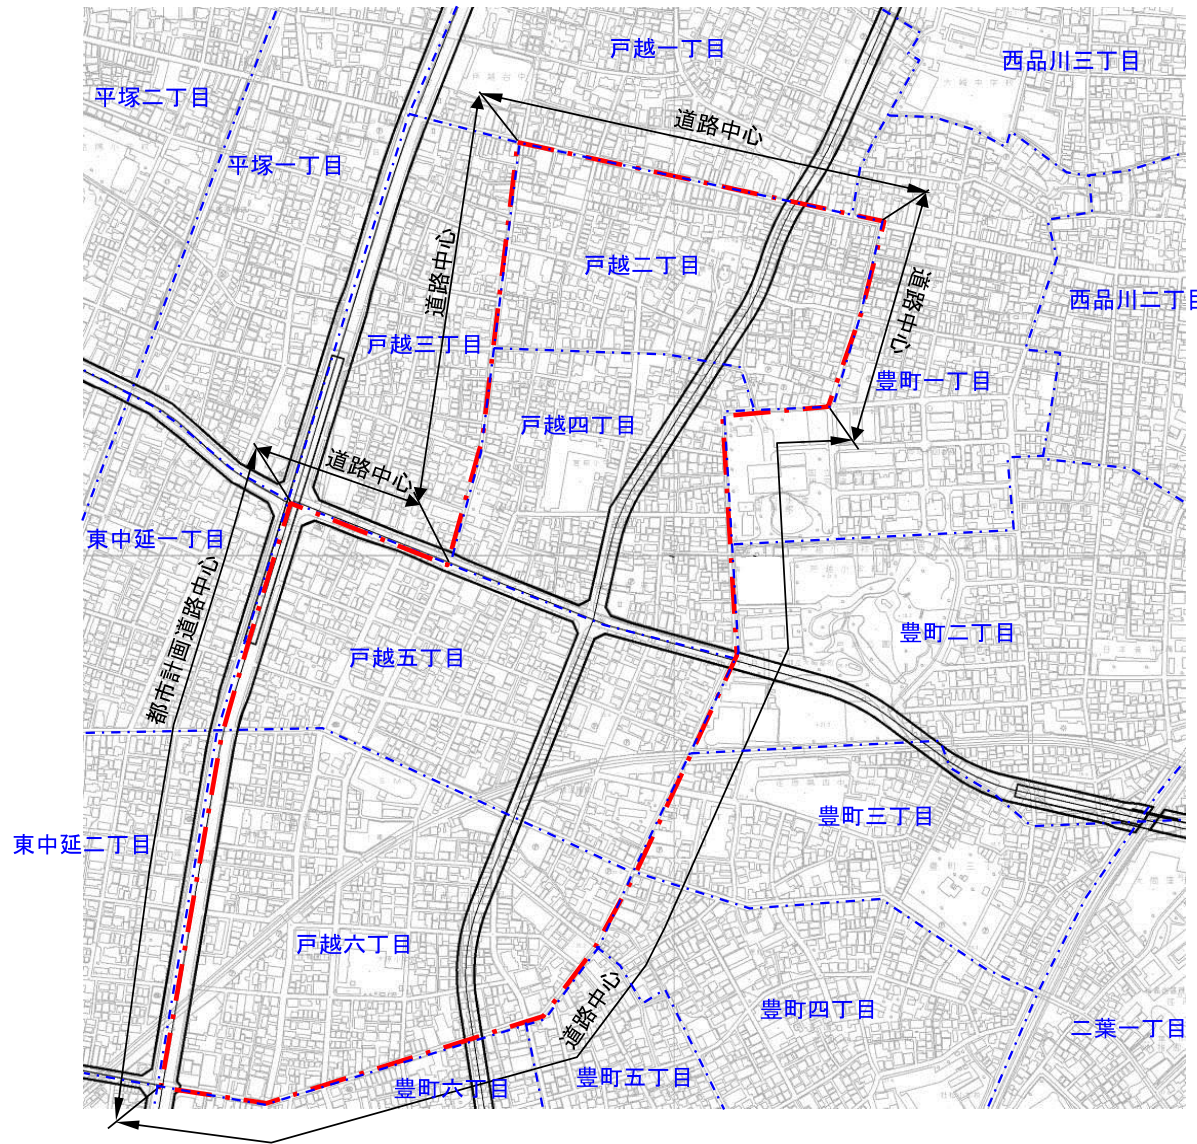 戸越一丁目
西品川三丁目
平塚二丁目
道路中心
平塚一丁目
道路中心
戸越二丁目
道路中心
西品川二丁目
戸越三丁目
豊町一丁目
戸越四丁目
道路中心
東中延一丁目
都市計画道路中心
豊町二丁目
戸越五丁目
豊町三丁目
東中延二丁目
戸越六丁目
道路中心
豊町四丁目
二葉一丁目
豊町五丁目
豊町六丁目